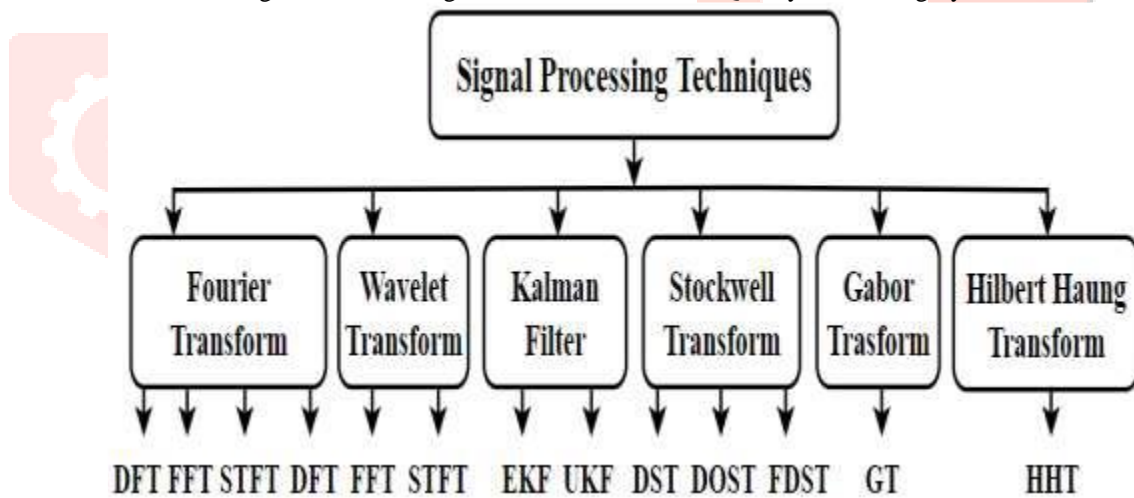 Signal Processing Techniques
Fourier
Transform
Wavelet
Transform
Kalman
Filter
Stockwell
Transform
Gabor
Trasform
Hilbert Haung
Transform
DFT FFT STFT DFT FFT STFT EKF UKF DST DOST FDST GT HHT